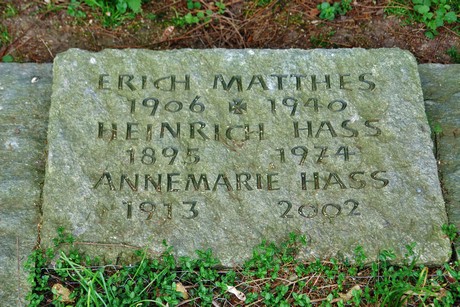 ERICH MATTHES
1906 ✠ 1940
HEINRICH HASS
1895 1974
ANNEMARIE HASS
1913 2002